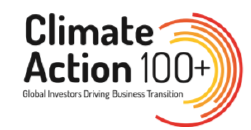 Climate
Action 100+
Global Investors Driving Business Transition